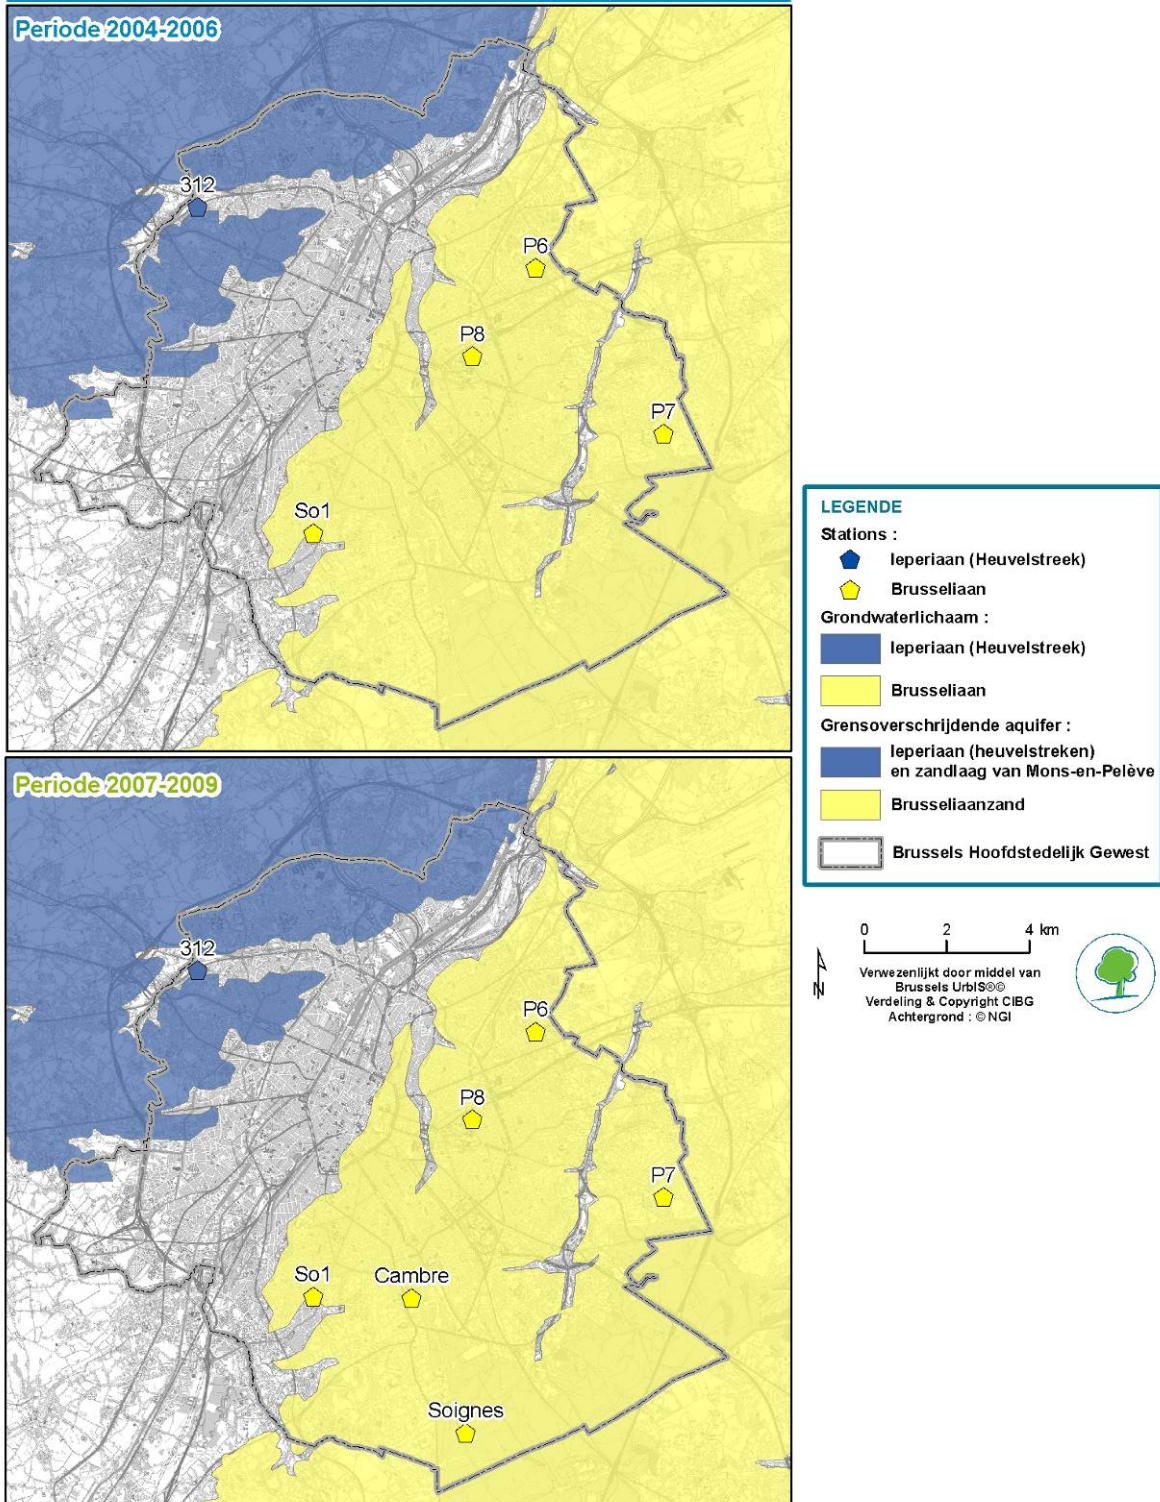 Periode 2004-2006
312
P6
P8
P7
So1
Periode 2007-2009
312
P6
P8
P7
So1
Cambre
Soignes
LEGENDE
Stations :
Ieperiaan (Heuvelstreek)
Brusseliaan
Grondwaterlichaam :
Ieperiaan (Heuvelstreek)
Brusseliaan
Grensoverschrijdende aquifer :
Ieperiaan (heuvelstreken)
en zandlaag van Mons-en-Pelève
Brusseliaanzand
Brussels Hoofdstedelijk Gewest
0 2 4 km
N
Verwezenlijkt door middel van
Brussels UrbIS®©
Verdeling & Copyright CIBG
Achtergrond : © NGI